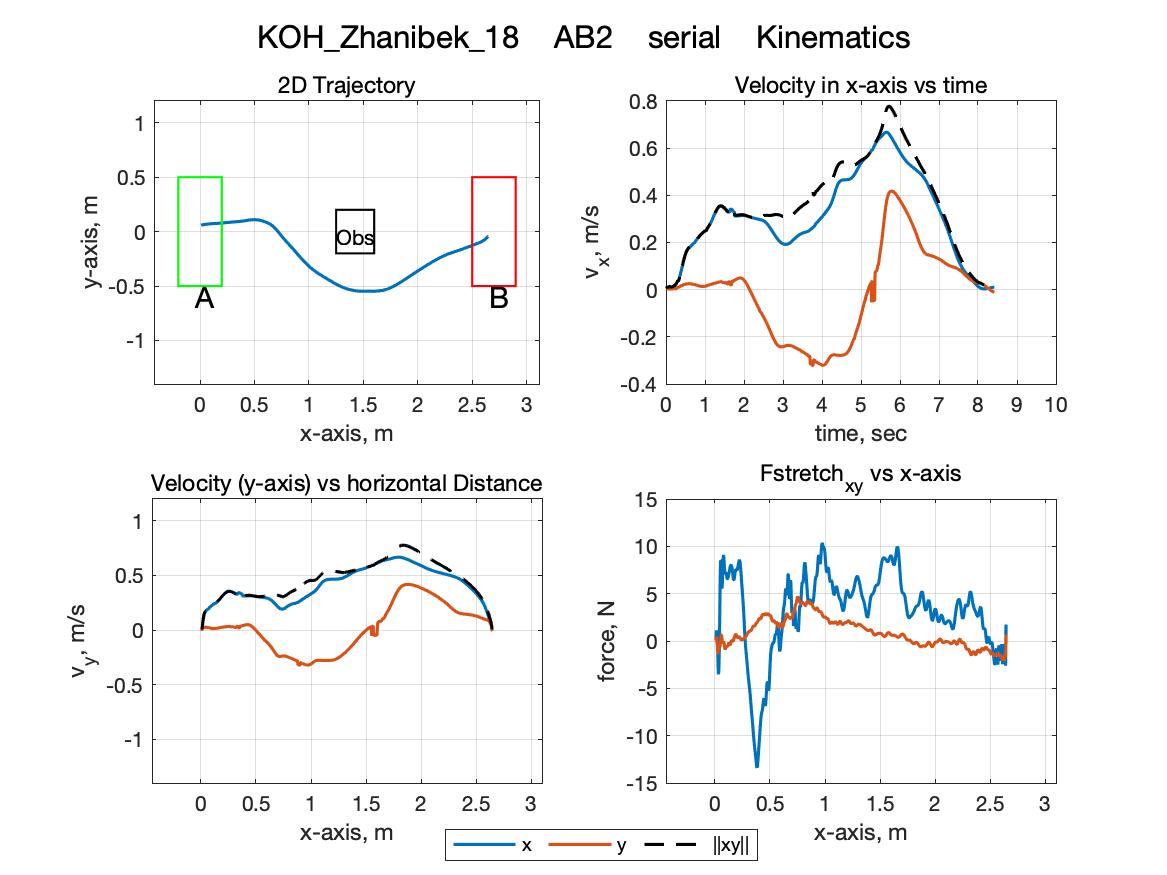 KOH_Zhanibek_18 AB2 serial Kinematics
2D Trajectory
1
0.5
0
-0.5
-1
y-axis, m
Obs
A
B
0 0.5 1 1.5 2 2.5 3
x-axis, m
Velocity in x-axis vs time
0.8
0.6
0.4
0.2
0
-0.2
-0.4
v_x, m/s
0 1 2 3 4 5 6 7 8 9 10
time, sec
Velocity (y-axis) vs horizontal Distance
1
0.5
0
-0.5
-1
v_y, m/s
0 0.5 1 1.5 2 2.5 3
x-axis, m
Fstretch_xy vs x-axis
15
10
5
0
-5
-10
-15
force, N
0 0.5 1 1.5 2 2.5 3
x-axis, m
x y ||xy||